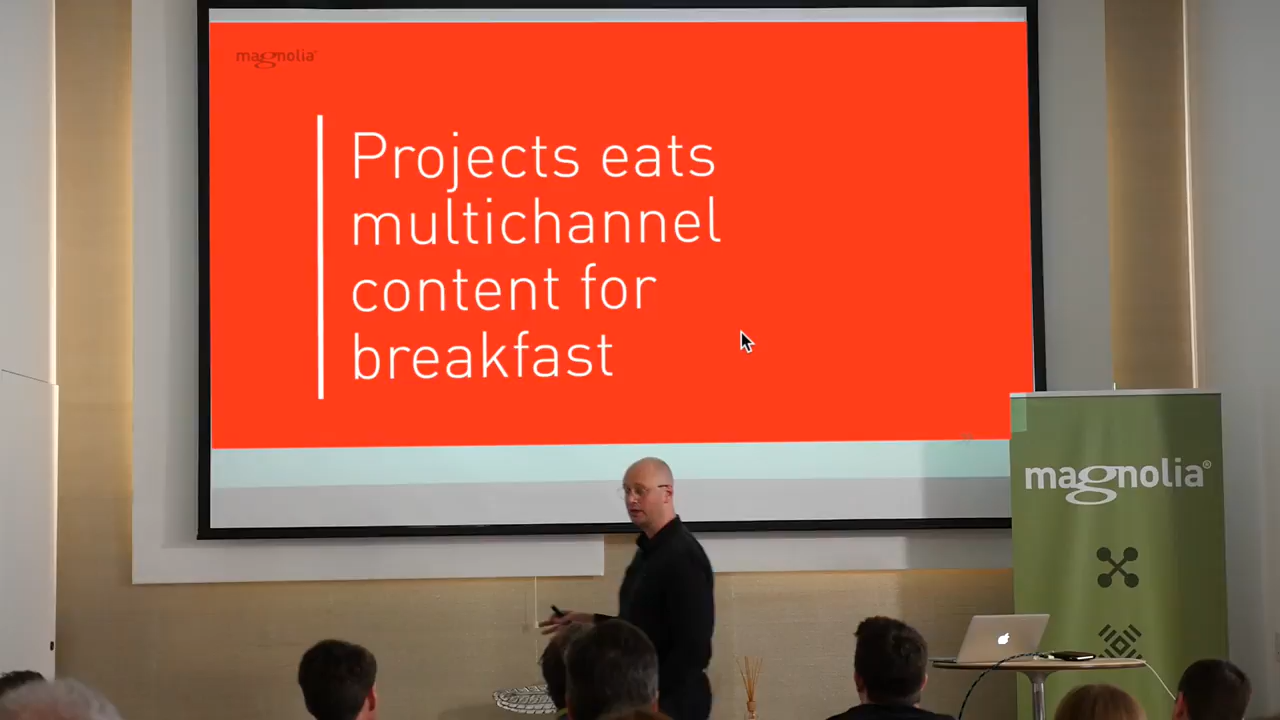 magnolia®
Projects eats
multichannel
content for
breakfast
magnolia®